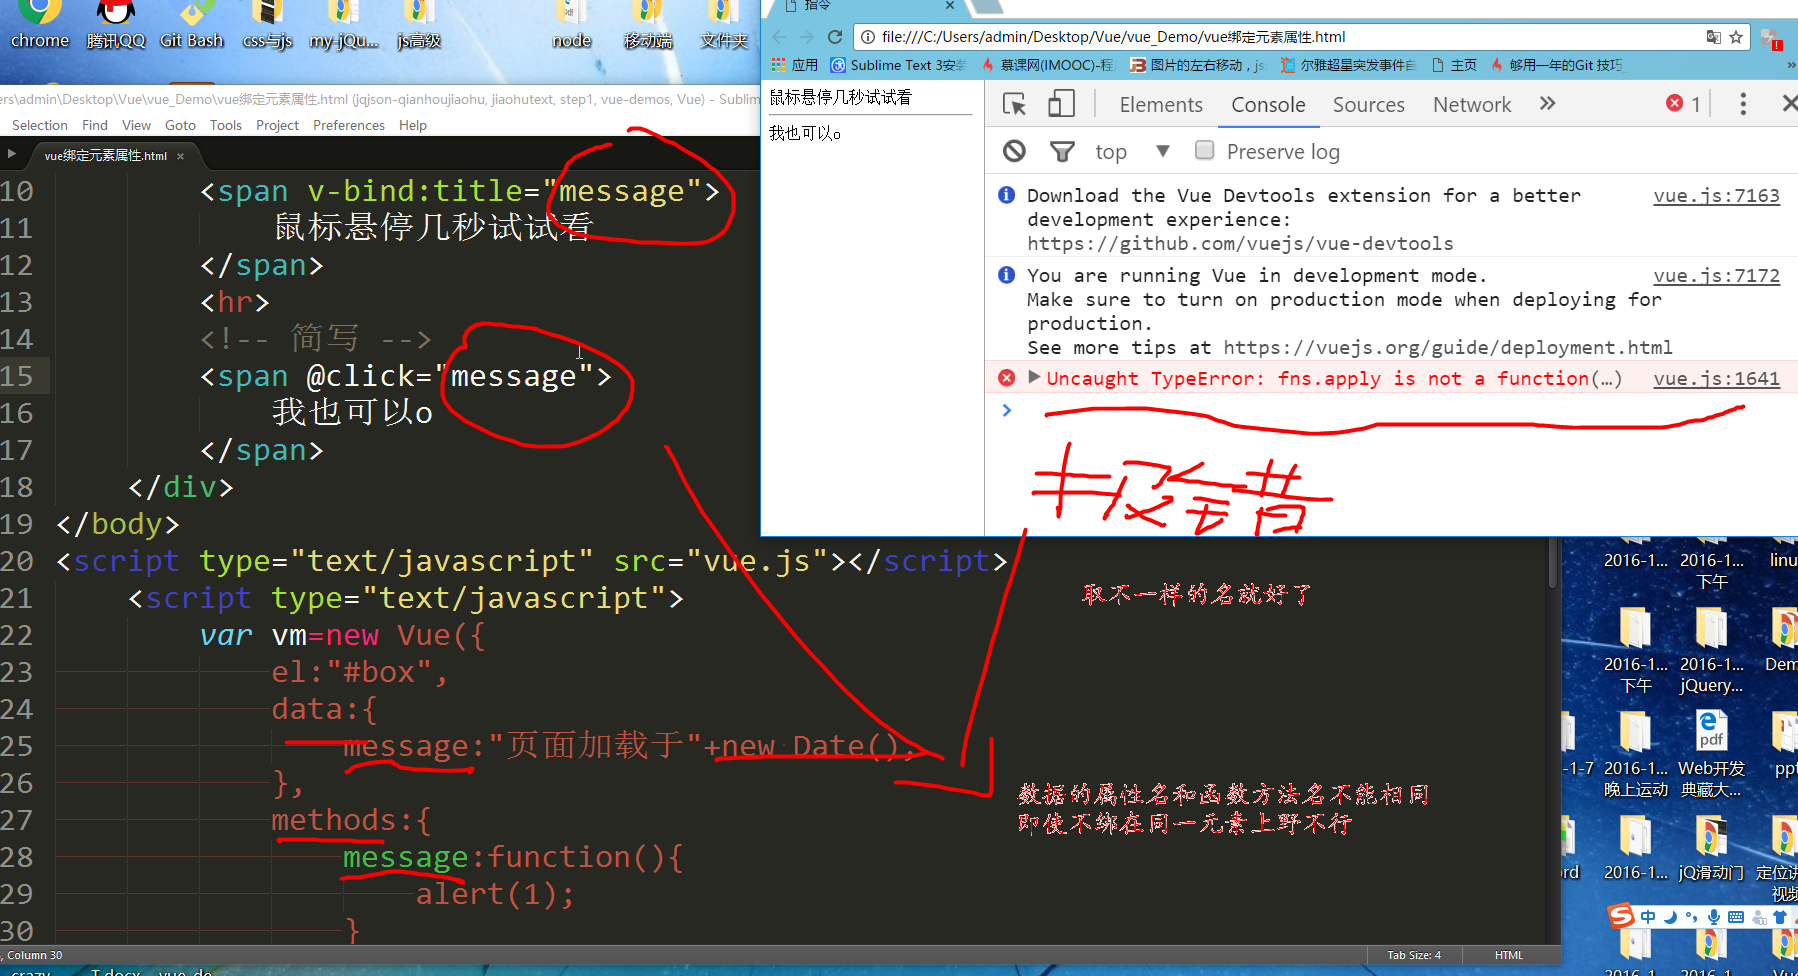 chrome
腾讯QQ
Git Bash
css与js
my-jQu...
js高级
node
移动端
文件夹
ers\admin\Desktop\Vue\vue_Demo\vue绑定元素属性.html (jqjson-qianhoujiaohu, jiaohutext, step1, vue-demos, Vue) - Sublim
Selection Find View Goto Tools Project Preferences Help
vue绑定元素属性.html ×
10 <span v-bind:title="message">
11 鼠标悬停几秒试试看
12 </span>
13 <hr>
14 <!-- 简写 -->
15 <span @click="message">
16 我也可以o
17 </span>
18 </div>
19 </body>
20 <script type="text/javascript" src="vue.js"></script>
21 <script type="text/javascript">
22 var vm=new Vue({
23 el:"#box",
24 data:{
25 message:"页面加载于"+new Date(),
26 },
27 methods:{
28 message:function(){
29 alert(1);
30 }
, Column 30
Tab Size: 4
HTML
指令
file:///C:/Users/admin/Desktop/Vue/vue_Demo/vue绑定元素属性.html
应用
Sublime Text 3安装
慕课网(IMOOC)-程
图片的左右移动，js
尔雅超星突发事件自
主页
够用一年的Git 技巧
»
鼠标悬停几秒试试看
我也可以o
Elements Console Sources Network » 1
top
Preserve log
Download the Vue Devtools extension for a better vue.js:7163
development experience:
https://github.com/vuejs/vue-devtools
You are running Vue in development mode. vue.js:7172
Make sure to turn on production mode when deploying for
production.
See more tips at https://vuejs.org/guide/deployment.html
Uncaught TypeError: fns.apply is not a function(…) vue.js:1641
报错
取不一样的名就好了
数据的属性名和函数方法名不能相同
即使不绑在同一元素上野不行
2016-1...
2016-1...
下午
linu
2016-1...
下午
2016-1...
jQuery...
Dem
-1-7
2016-1...
晚上运动
Web开发
典藏大...
ppt
rd
2016-1...
jQ滑动门
定位讲
视频
中
crazy
T.docx
vue_de
2016-1
2016-1
Vu